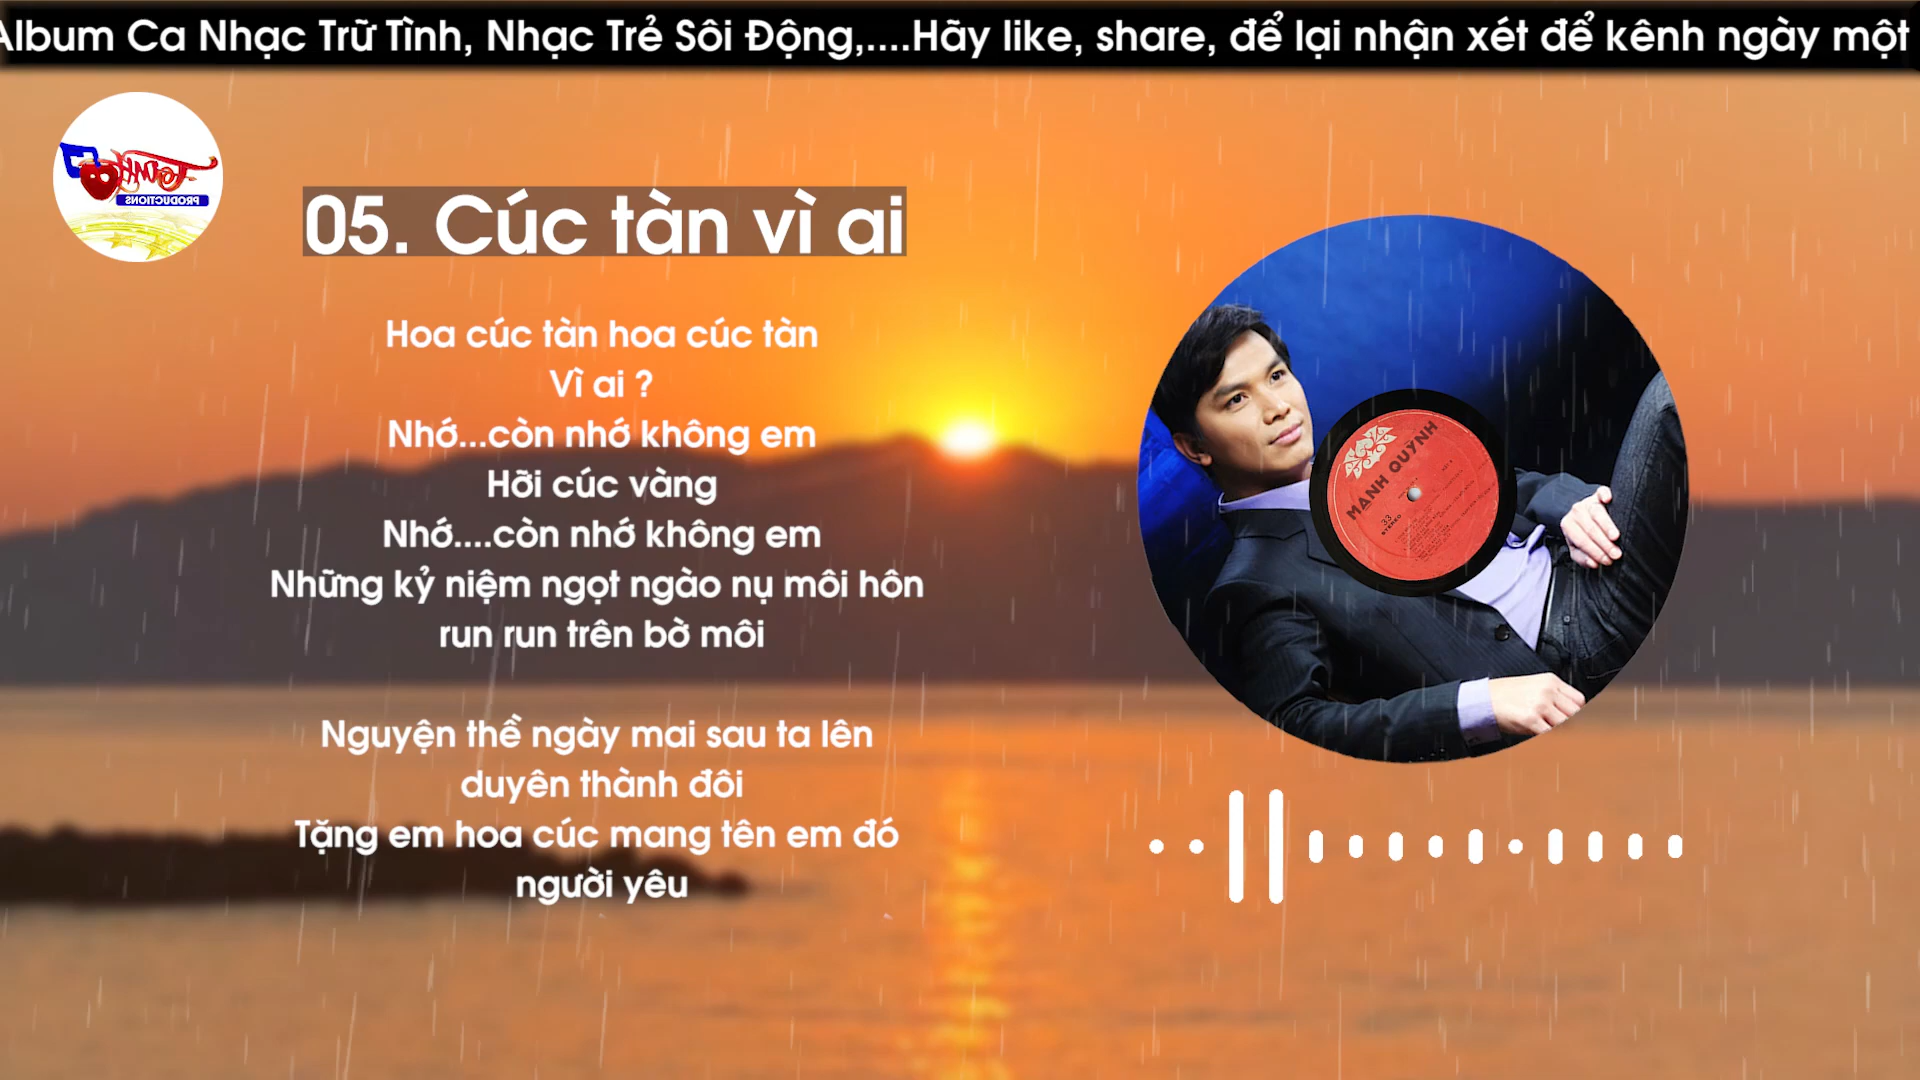 Album Ca Nhạc Trữ Tình, Nhạc Trẻ Sôi Động,....Hãy like, share, để lại nhận xét để kênh ngày một
PRODUCTIONS
05. Cúc tàn vì ai
Hoa cúc tàn hoa cúc tàn
Vì ai ?
Nhớ...còn nhớ không em
Hỡi cúc vàng
Nhớ....còn nhớ không em
Những kỷ niệm ngọt ngào nụ môi hôn
run run trên bờ môi
Nguyện thề ngày mai sau ta lên
duyên thành đôi
Tặng em hoa cúc mang tên em đó
người yêu
MẠNH QUỲNH
33
STEREO